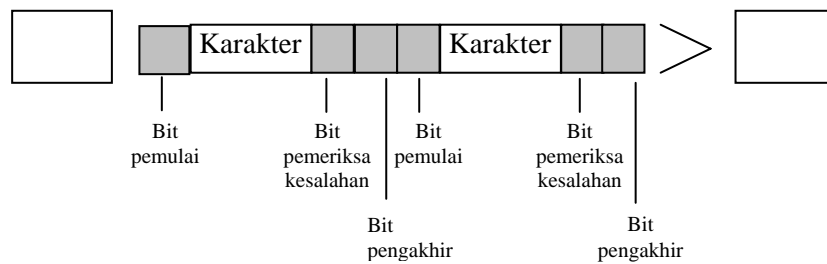 Karakter Karakter
Bit Bit Bit Bit
pemulai pemeriksa pemulai pemeriksa
kesalahan kesalahan
Bit Bit
pengakhir pengakhir